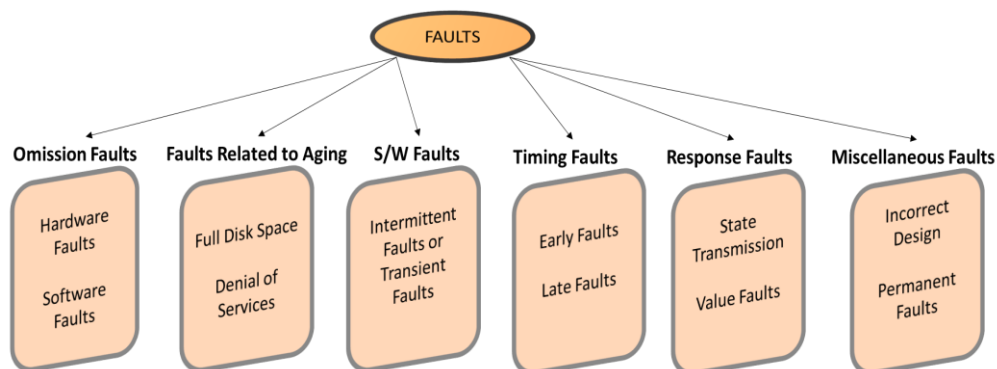 FAULTS
Omission Faults
Hardware
Faults
Software
Faults
Faults Related to Aging
Full Disk Space
Denial of
Services
S/W Faults
Intermittent
Faults or
Transient
Faults
Timing Faults
Early Faults
Late Faults
Response Faults
State
Transmission
Value Faults
Miscellaneous Faults
Incorrect
Design
Permanent
Faults